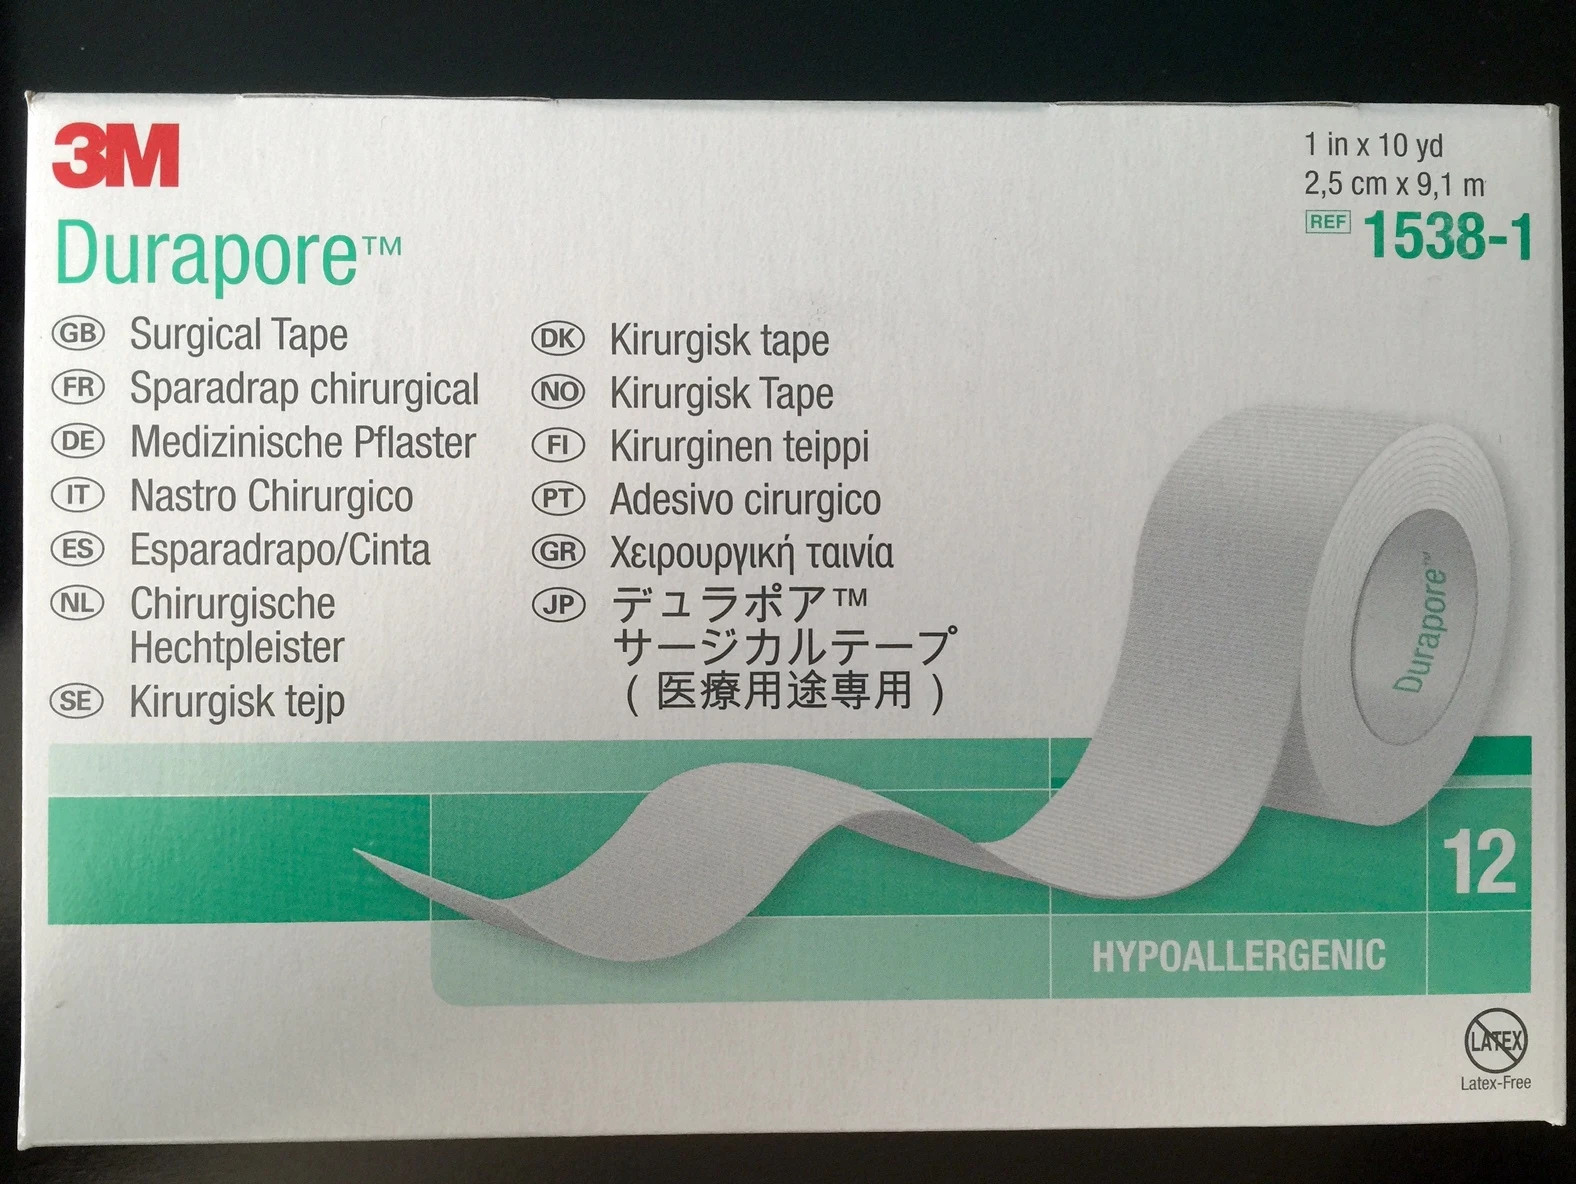 3M
Durapore™
1 in x 10 yd
2,5 cm x 9,1 m
REF 1538-1
GB Surgical Tape
FR Sparadrap chirurgical
DE Medizinische Pflaster
IT Nastro Chirurgico
ES Esparadrapo/Cinta
NL Chirurgische
Hechtpleister
SE Kirurgisk tejp
DK Kirurgisk tape
NO Kirurgisk Tape
FI Kirurginen teippi
PT Adesivo cirurgico
GR Χειρουργική ταινία
JP デュラポア™
サージカルテープ
( 医療用途専用 )
Durapore™
12
HYPOALLERGENIC
LATEX
Latex-Free